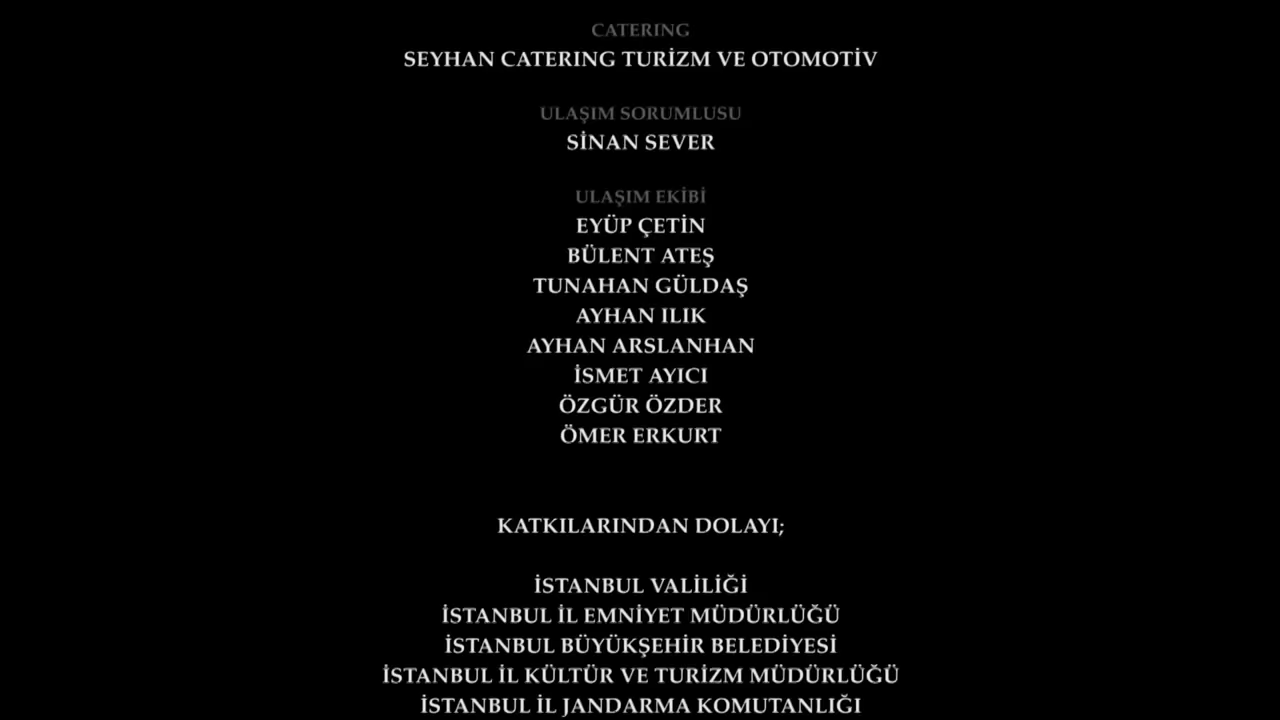 CATERING
SEYHAN CATERING TURİZM VE OTOMOTİV
ULAŞIM SORUMLUSU
SİNAN SEVER
ULAŞIM EKİBİ
EYÜP ÇETİN
BÜLENT ATEŞ
TUNAHAN GÜLDAŞ
AYHAN ILIK
AYHAN ARSLANHAN
İSMET AYICI
ÖZGÜR ÖZDER
ÖMER ERKURT
KATKILARINDAN DOLAYI;
İSTANBUL VALİLİĞİ
İSTANBUL İL EMNİYET MÜDÜRLÜĞÜ
İSTANBUL BÜYÜKŞEHİR BELEDİYESİ
İSTANBUL İL KÜLTÜR VE TURİZM MÜDÜRLÜĞÜ
İSTANBUL İL JANDARMA KOMUTANLIĞI